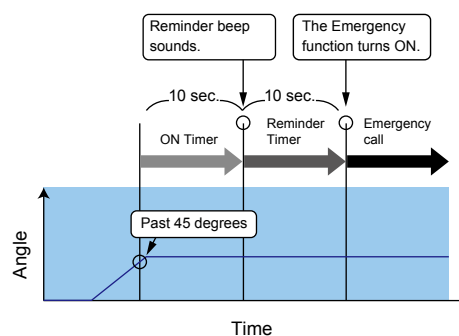 Reminder beep
sounds.
The Emergency
function turns ON.
10 sec.
10 sec.
ON Timer
Reminder
Timer
Emergency
call
Past 45 degrees
Angle
Time